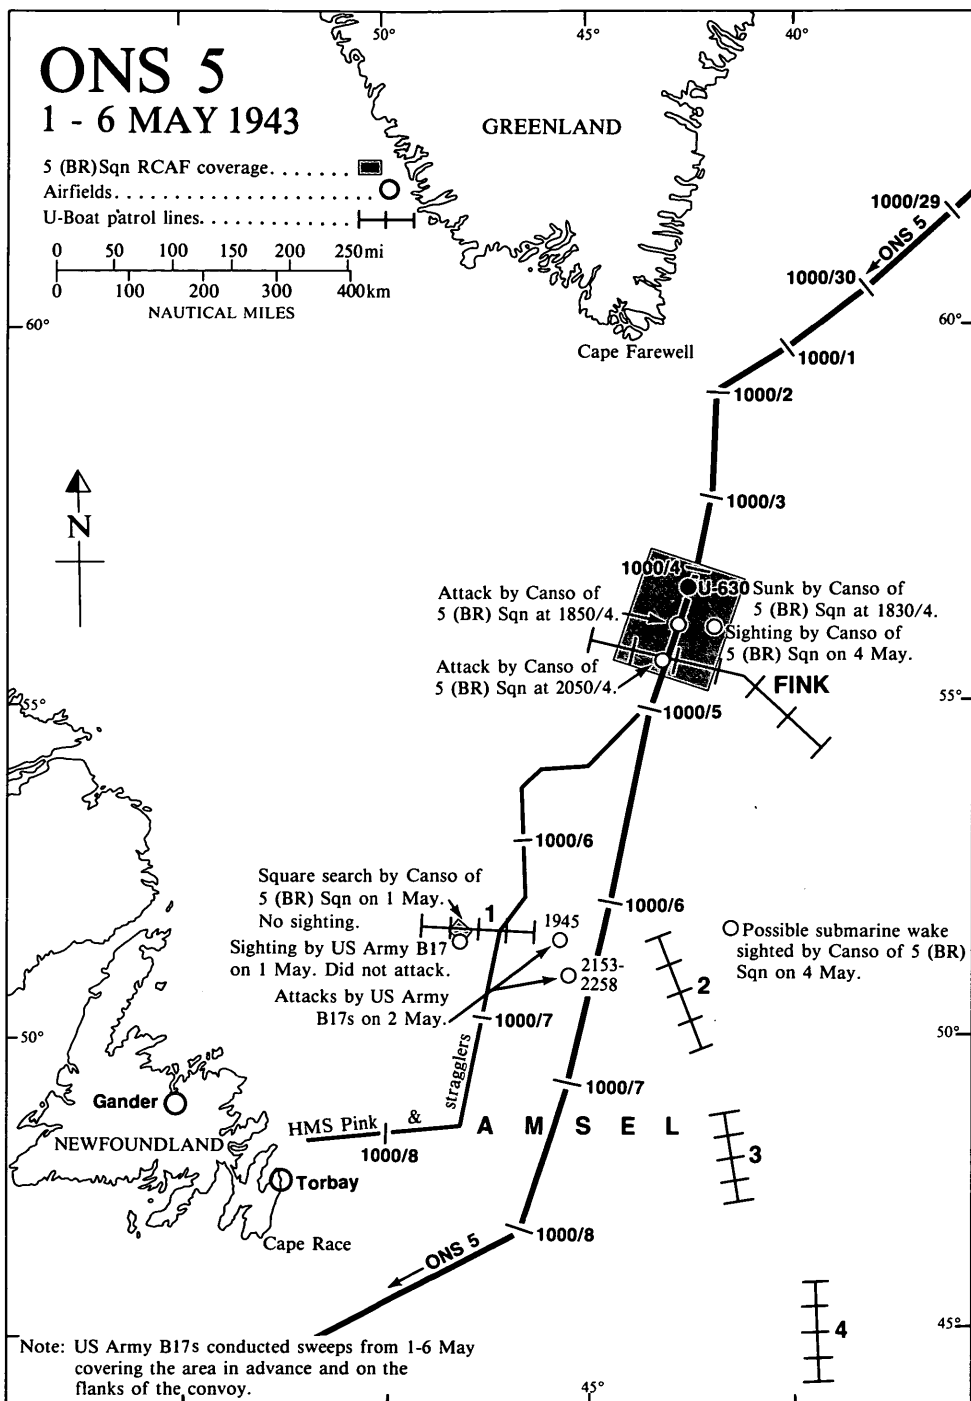 50°
45°
40°
ONS 5
1 - 6 MAY 1943
5 (BR)Sqn RCAF coverage.......
Airfields........................
U-Boat patrol lines.............
0 50 100 150 200 250mi
0 100 200 300 400km
NAUTICAL MILES
GREENLAND
Cape Farewell
60°
60°
1000/29
ONS 5
1000/30
1000/1
1000/2
1000/3
N
1000/4
U-630
Sunk by Canso of
5 (BR) Sqn at 1830/4.
Attack by Canso of
5 (BR) Sqn at 1850/4.
Sighting by Canso of
5 (BR) Sqn on 4 May.
Attack by Canso of
5 (BR) Sqn at 2050/4.
FINK
55°
55°
1000/5
1000/6
Square search by Canso of
5 (BR) Sqn on 1 May.
No sighting.
1
1945
1000/6
Sighting by US Army B17
on 1 May. Did not attack.
2153-
2258
Attacks by US Army
B17s on 2 May.
Possible submarine wake
sighted by Canso of 5 (BR)
Sqn on 4 May.
2
1000/7
50°
50°
stragglers
1000/7
Gander
NEWFOUNDLAND
HMS Pink &
1000/8
AMSEL
3
Torbay
Cape Race
1000/8
ONS 5
45°
4
Note: US Army B17s conducted sweeps from 1-6 May
covering the area in advance and on the
flanks of the convoy.
45°